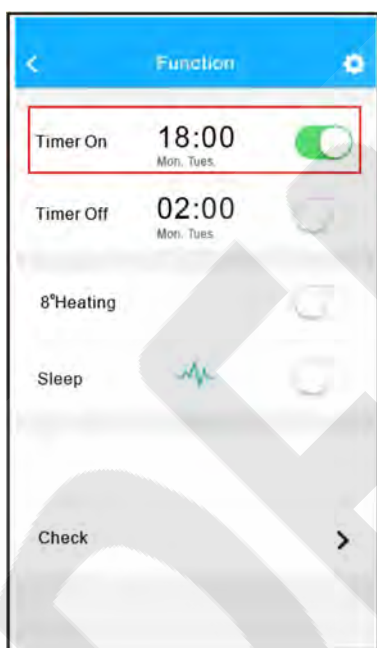 Function
Timer On 18:00
Mon. Tues.
Timer Off 02:00
Mon. Tues
8°Heating
Sleep
Check